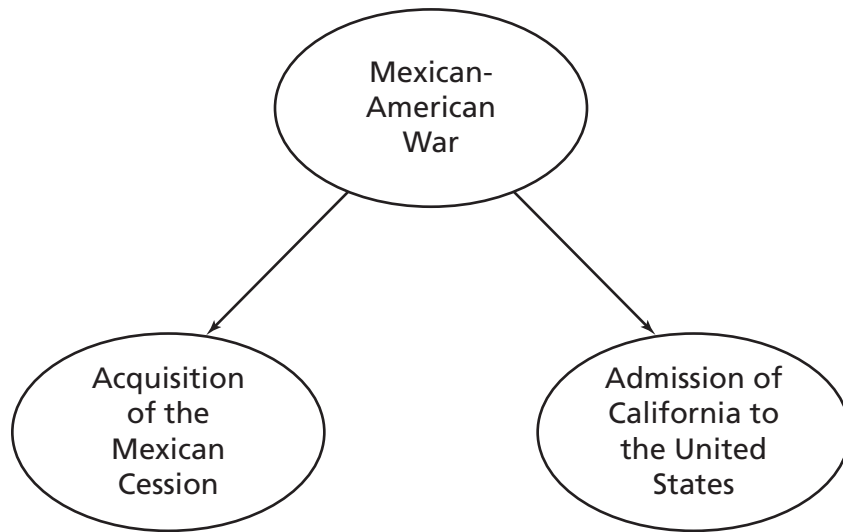 Mexican-
American
War
Acquisition
of the
Mexican
Cession
Admission of
California to
the United
States